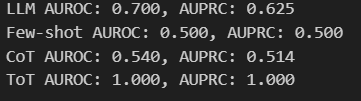 LLM AUROC: 0.700, AUPRC: 0.625
Few-shot AUROC: 0.500, AUPRC: 0.500
CoT AUROC: 0.540, AUPRC: 0.514
ToT AUROC: 1.000, AUPRC: 1.000